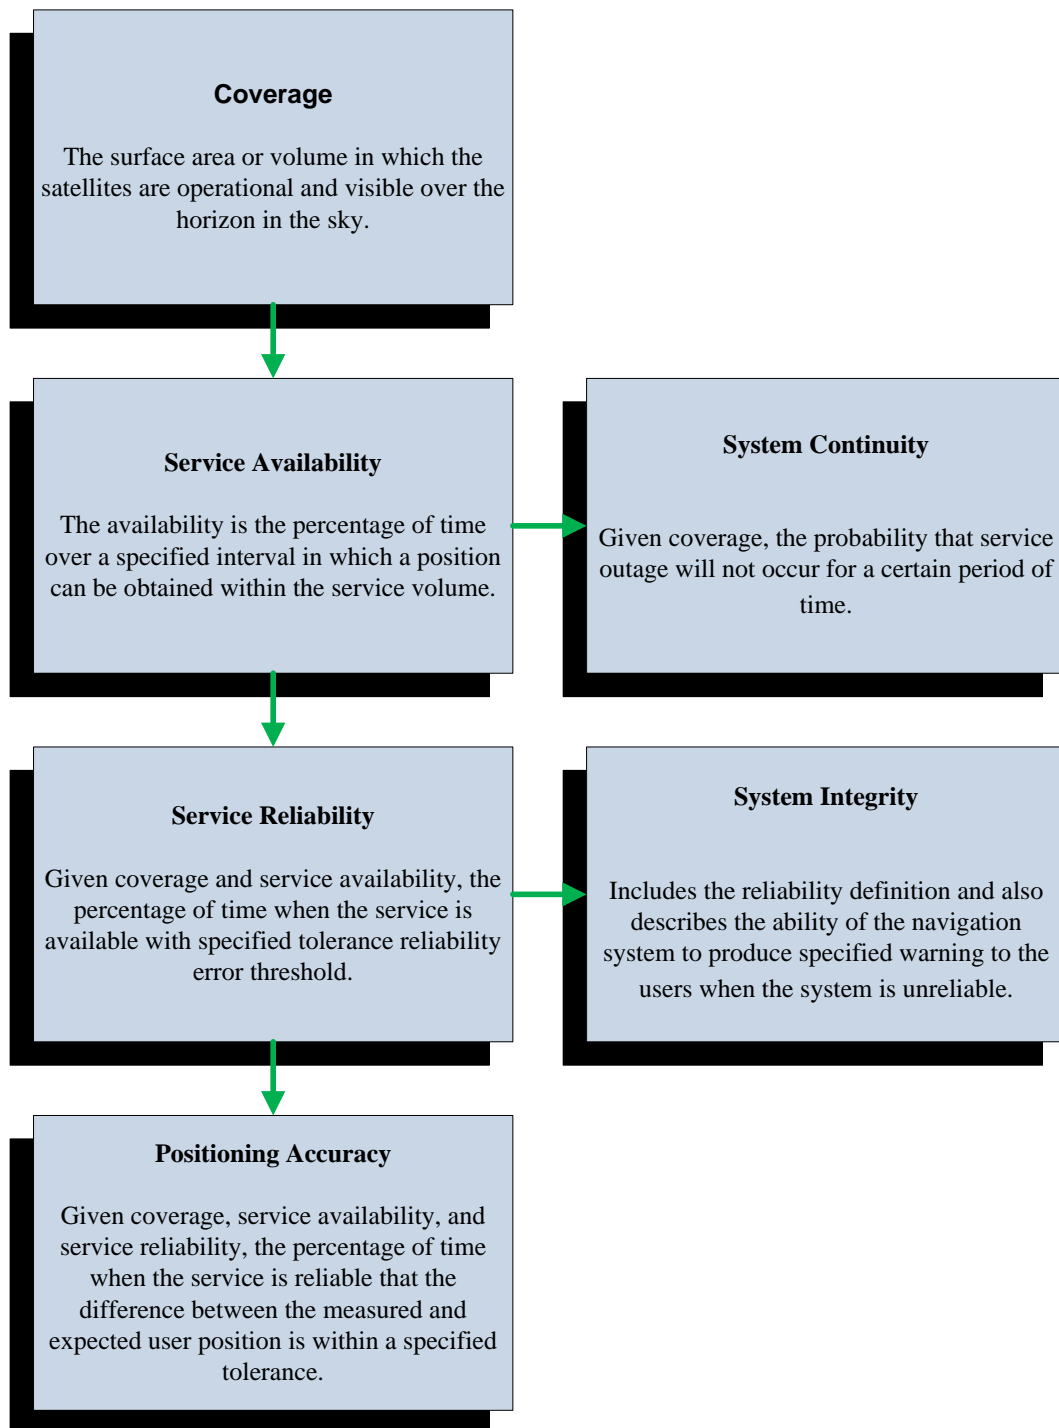 Coverage
The surface area or volume in which the
satellites are operational and visible over the
horizon in the sky.
Service Availability
The availability is the percentage of time
over a specified interval in which a position
can be obtained within the service volume.
System Continuity
Given coverage, the probability that service
outage will not occur for a certain period of
time.
Service Reliability
Given coverage and service availability, the
percentage of time when the service is
available with specified tolerance reliability
error threshold.
System Integrity
Includes the reliability definition and also
describes the ability of the navigation
system to produce specified warning to the
users when the system is unreliable.
Positioning Accuracy
Given coverage, service availability, and
service reliability, the percentage of time
when the service is reliable that the
difference between the measured and
expected user position is within a specified
tolerance.